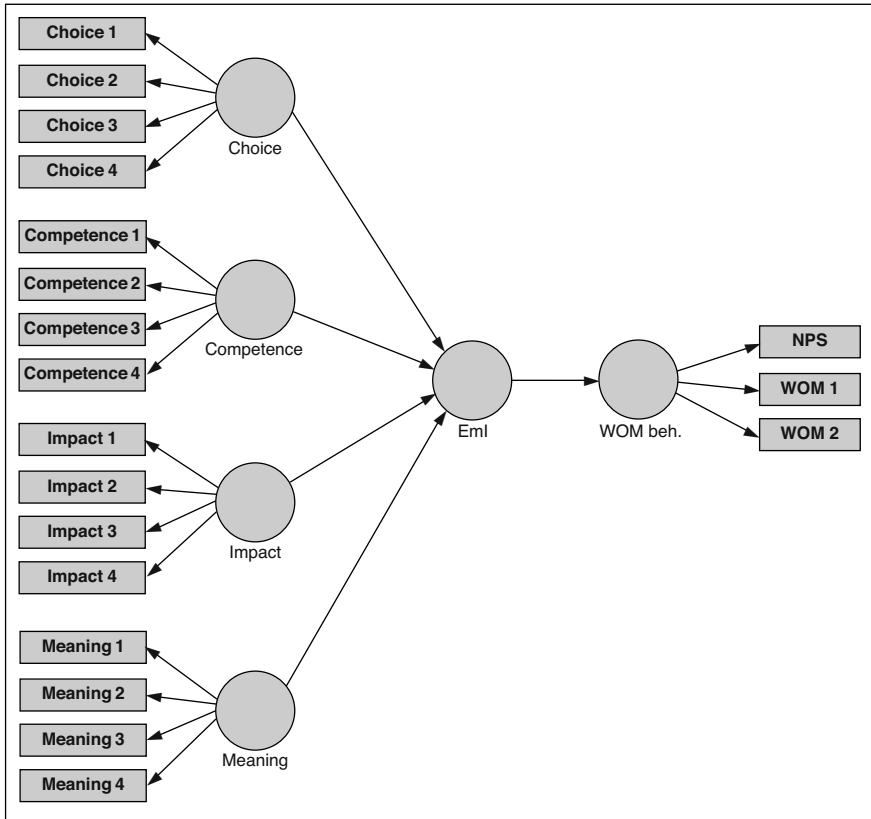 Choice 1
Choice 2
Choice 3
Choice 4
Choice
Competence 1
Competence 2
Competence 3
Competence 4
Competence
Impact 1
Impact 2
Impact 3
Impact 4
Impact
Meaning 1
Meaning 2
Meaning 3
Meaning 4
Meaning
EmI
WOM beh.
NPS
WOM 1
WOM 2